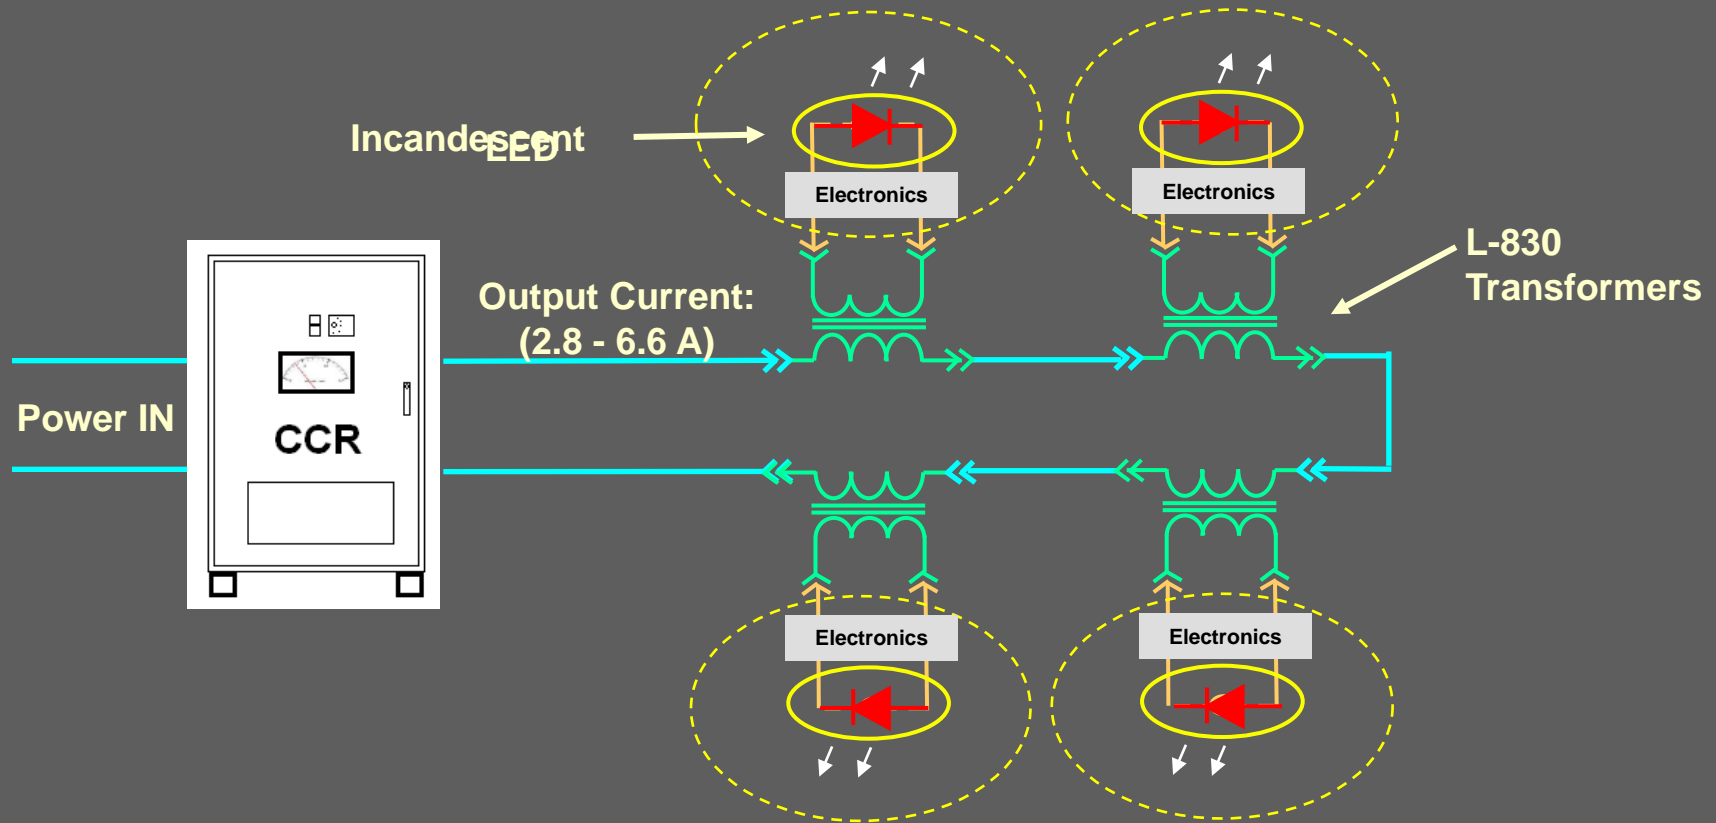 Incandescent
LED
Electronics
Electronics
L-830
Transformers
Output Current:
(2.8 - 6.6 A)
Power IN
CCR
Electronics
Electronics